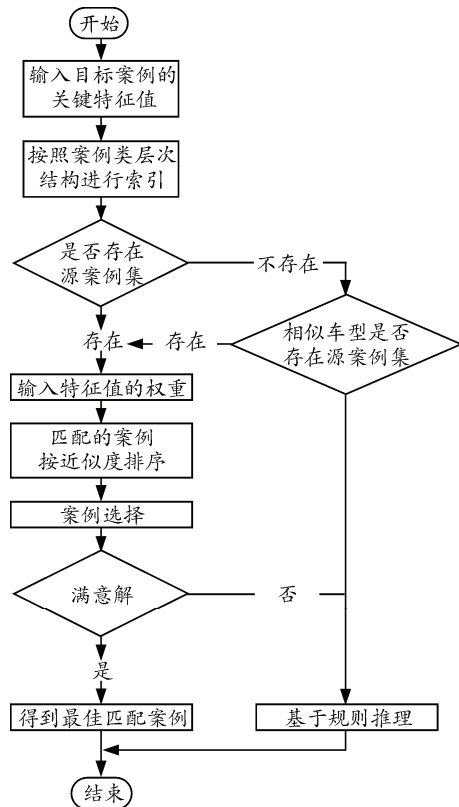 开始
输入目标案例的
关键特征值
按照案例类层次
结构进行索引
是否存在
源案例集
不存在
相似车型是否
存在源案例集
存在
存在
输入特征值的权重
匹配的案例
按近似度排序
案例选择
满意解
否
是
得到最佳匹配案例
基于规则推理
结束